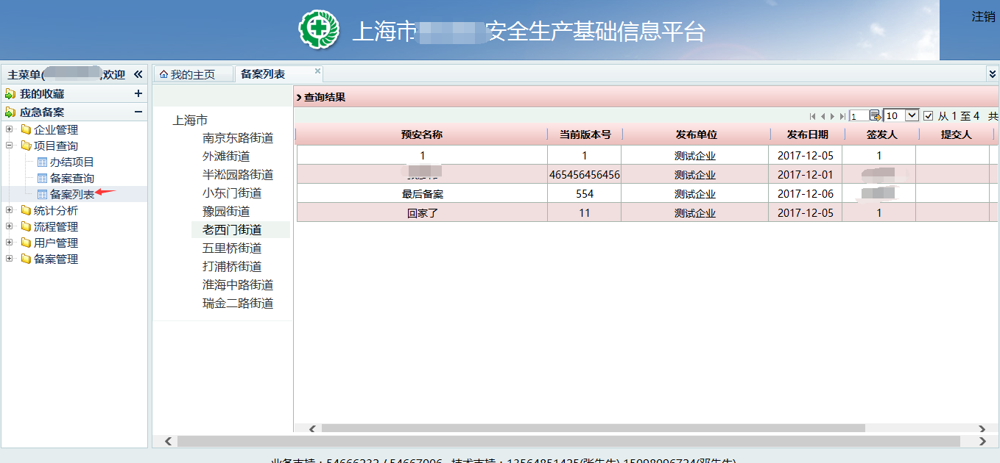 注销
上海市 安全生产基础信息平台
主菜单( ,欢迎
我的收藏
应急备案
企业管理
项目查询
办结项目
备案查询
备案列表
统计分析
流程管理
用户管理
备案管理
我的主页 备案列表
上海市
南京东路街道
外滩街道
半淞园路街道
小东门街道
豫园街道
老西门街道
五里桥街道
打浦桥街道
淮海中路街道
瑞金二路街道
查询结果
1 10 从 1 至 4 共
预安名称 当前版本号 发布单位 发布日期 签发人 提交人
1 1 测试企业 2017-12-05 1
465456456456 测试企业 2017-12-01
最后备案 554 测试企业 2017-12-06
回家了 11 测试企业 2017-12-05 1
业务支持：54666232 / 54667006 技术支持：13564851425(张先生) 15098096724(邓先生)